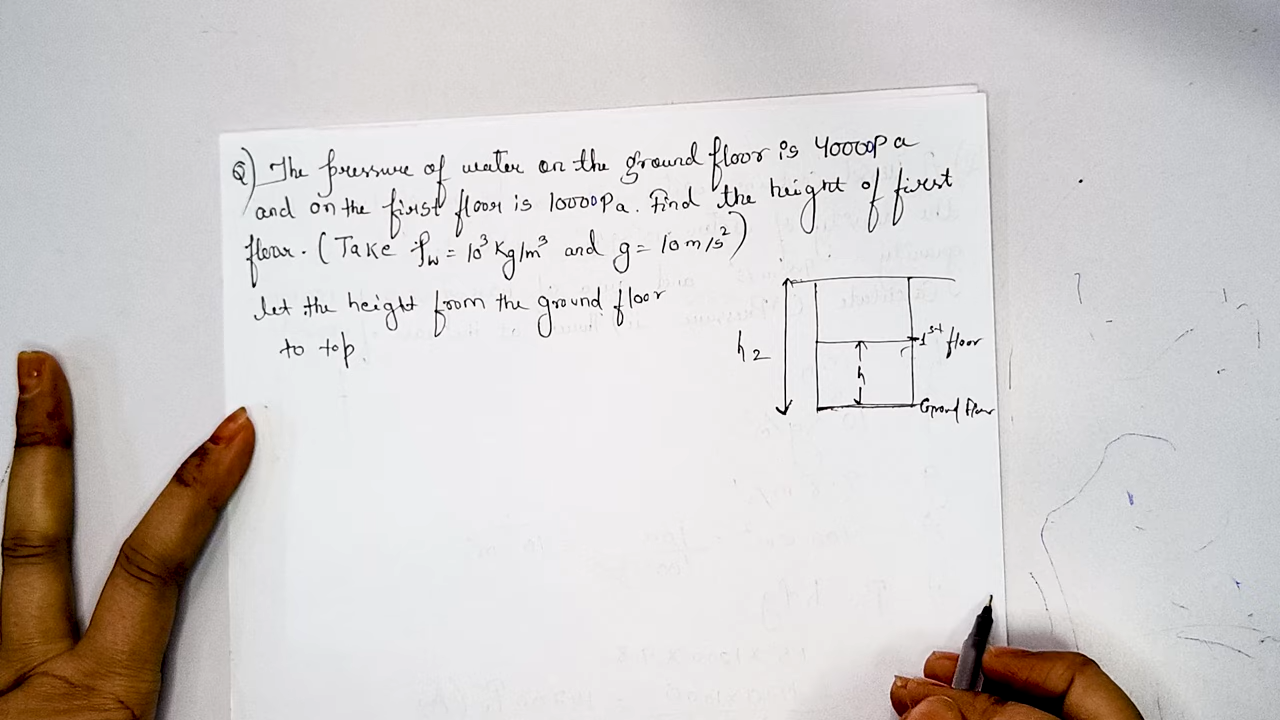 Q) The pressure of water on the ground floor is 40000Pa
and on the first floor is 10000Pa. Find the height of first
floor. (Take ρw = 10³ Kg/m³ and g = 10m/s²)
let the height from the ground floor
to top.
h2
h
1st floor
Ground floor